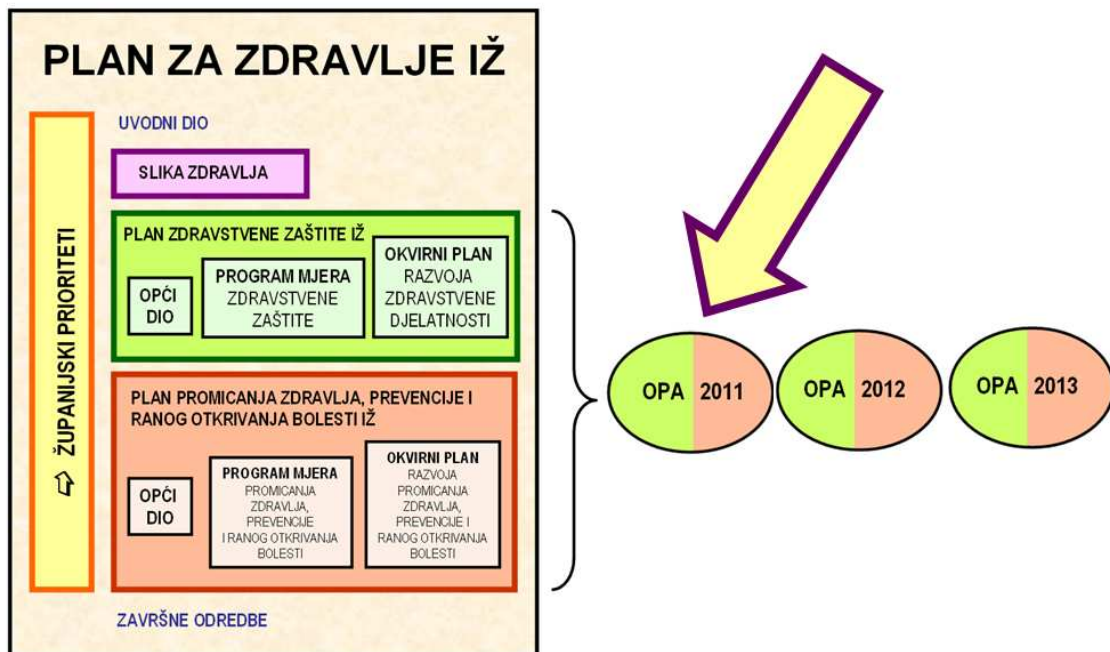 PLAN ZA ZDRAVLJE IŽ
⇨ ŽUPANIJSKI PRIORITETI
UVODNI DIO
SLIKA ZDRAVLJA
PLAN ZDRAVSTVENE ZAŠTITE IŽ
OPĆI
DIO
PROGRAM MJERA
ZDRAVSTVENE
ZAŠTITE
OKVIRNI PLAN
RAZVOJA
ZDRAVSTVENE
DJELATNOSTI
PLAN PROMICANJA ZDRAVLJA, PREVENCIJE I
RANOG OTKRIVANJA BOLESTI IŽ
OPĆI
DIO
PROGRAM MJERA
PROMICANJA
ZDRAVLJA,
PREVENCIJE
I RANOG OTKRIVANJA
BOLESTI
OKVIRNI PLAN
RAZVOJA
PROMICANJA
ZDRAVLJA,
PREVENCIJE I
RANOG OTKRIVANJA
BOLESTI
ZAVRŠNE ODREDBE
OPA 2011
OPA 2012
OPA 2013